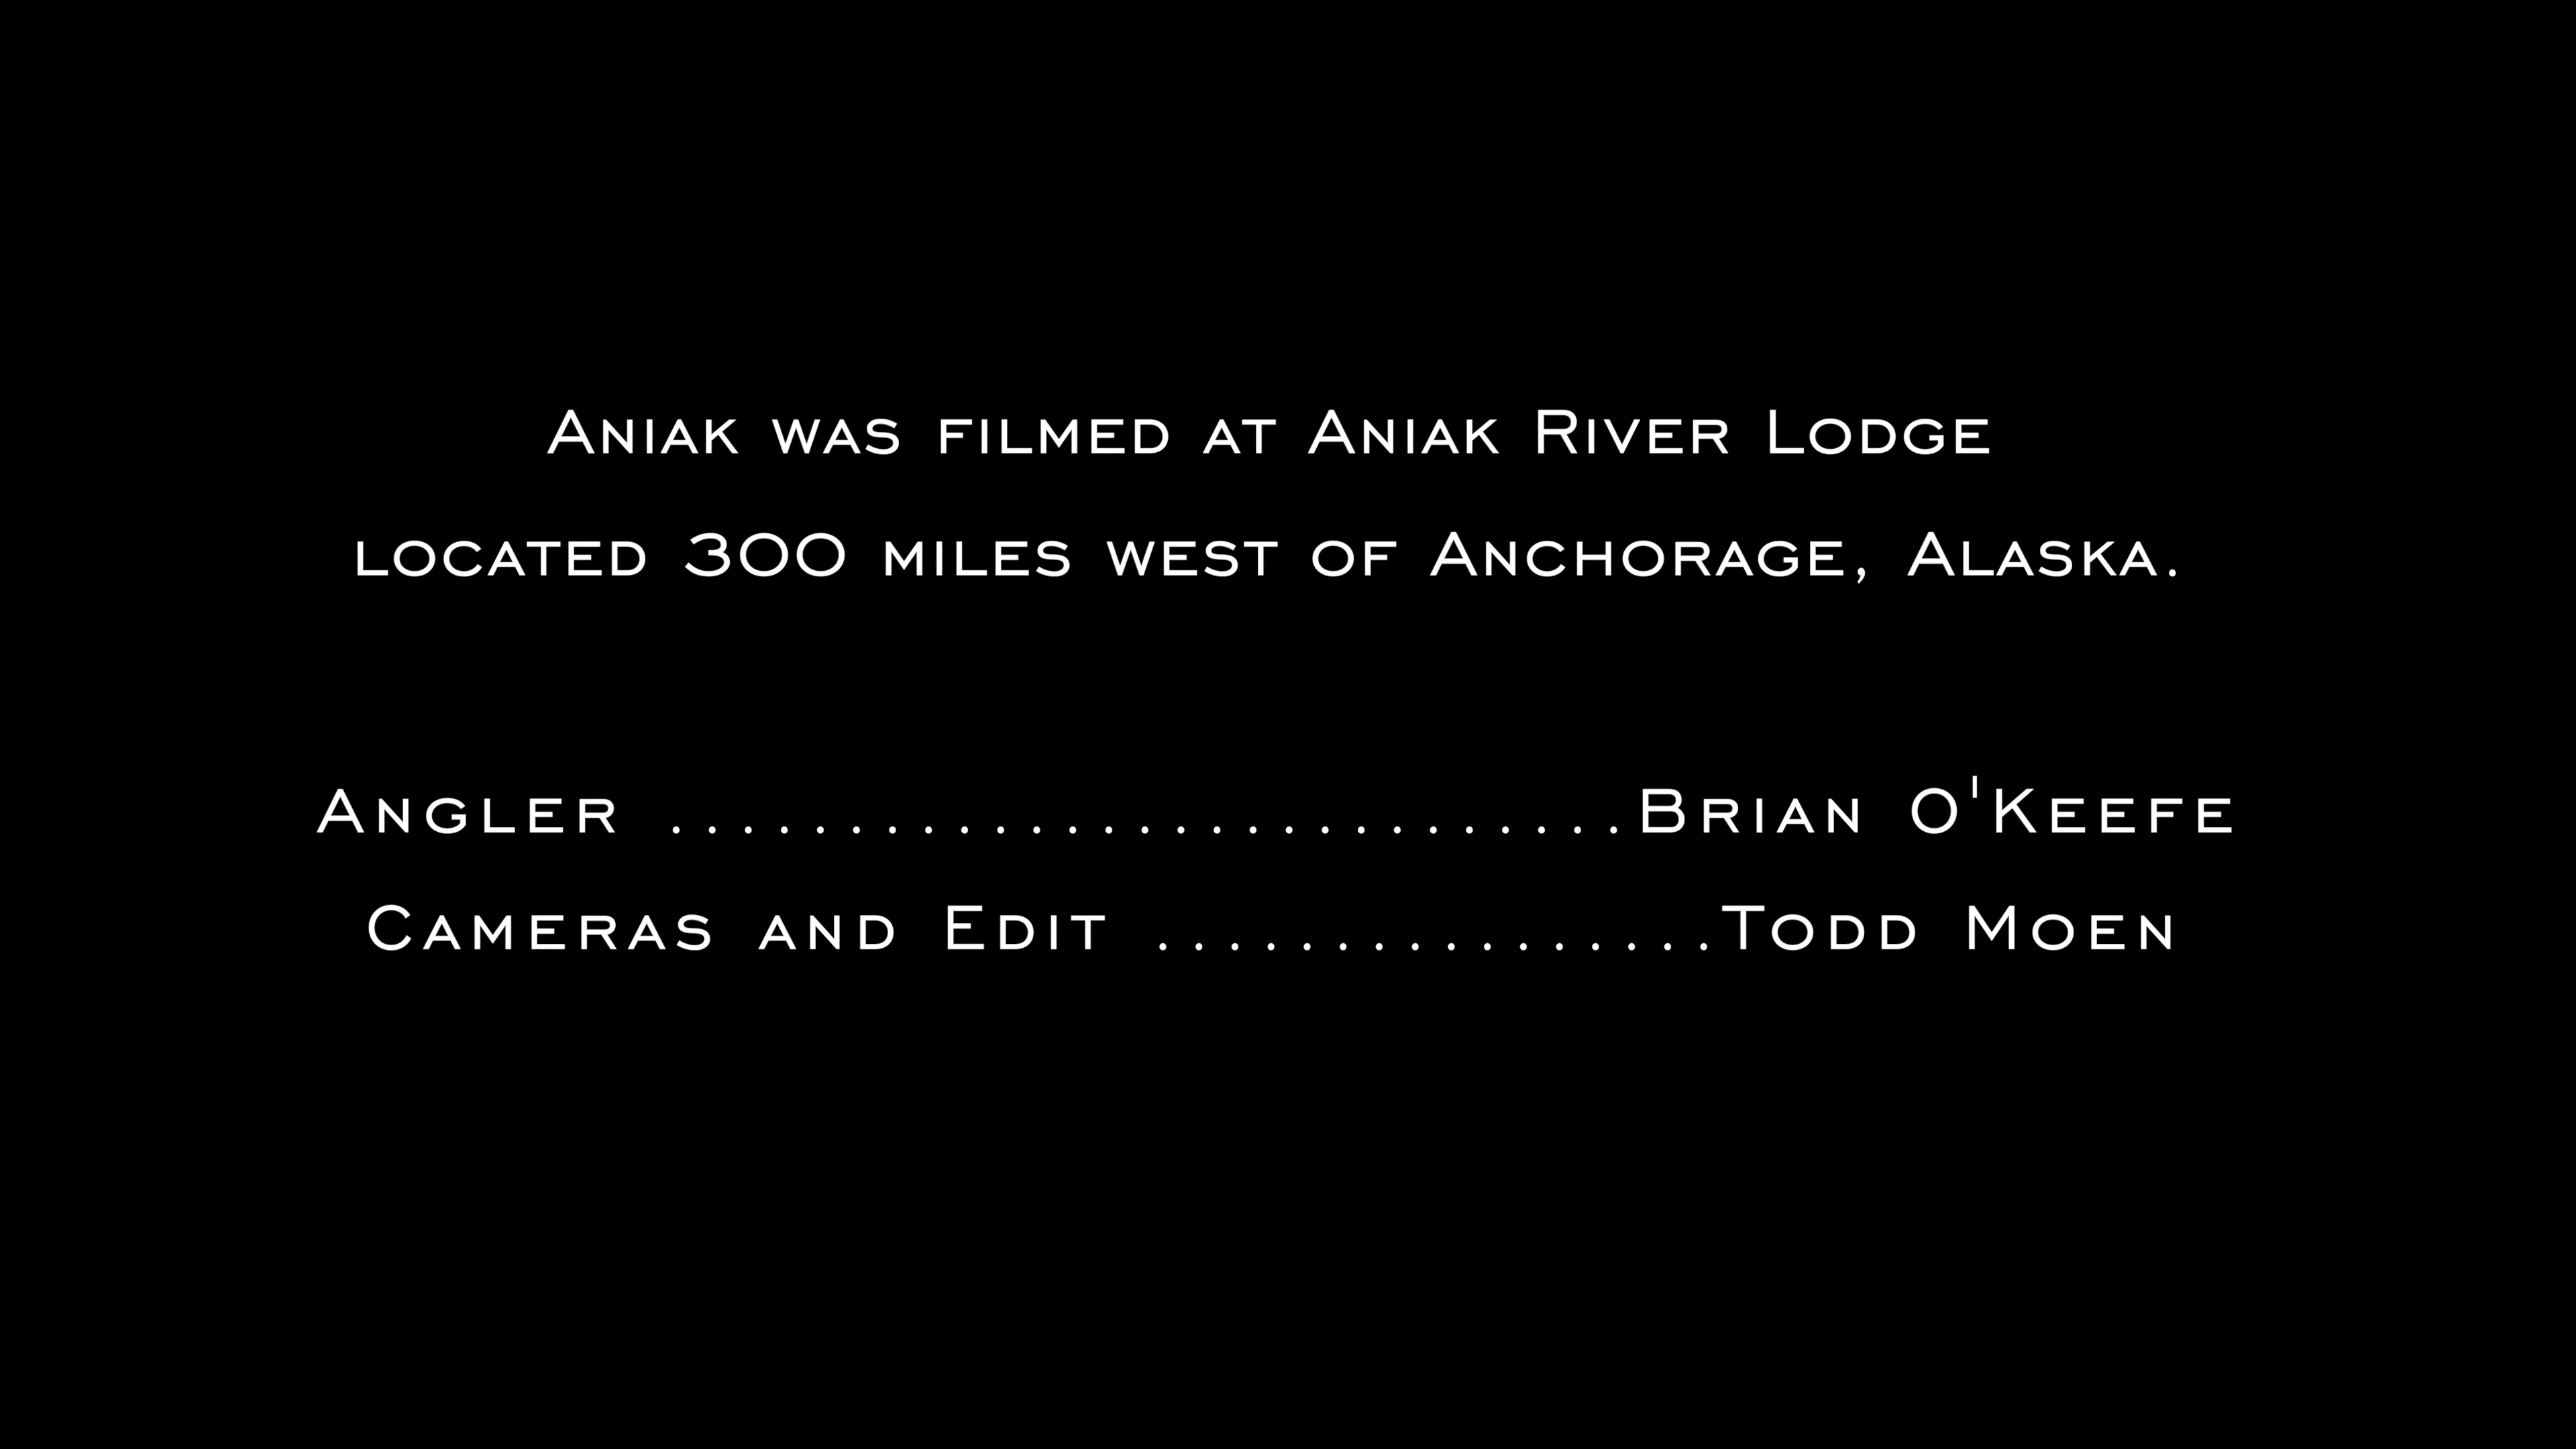 Aniak was filmed at Aniak River Lodge
located 300 miles west of Anchorage, Alaska.
Angler ...........................Brian O'Keefe
Cameras and Edit ................Todd Moen